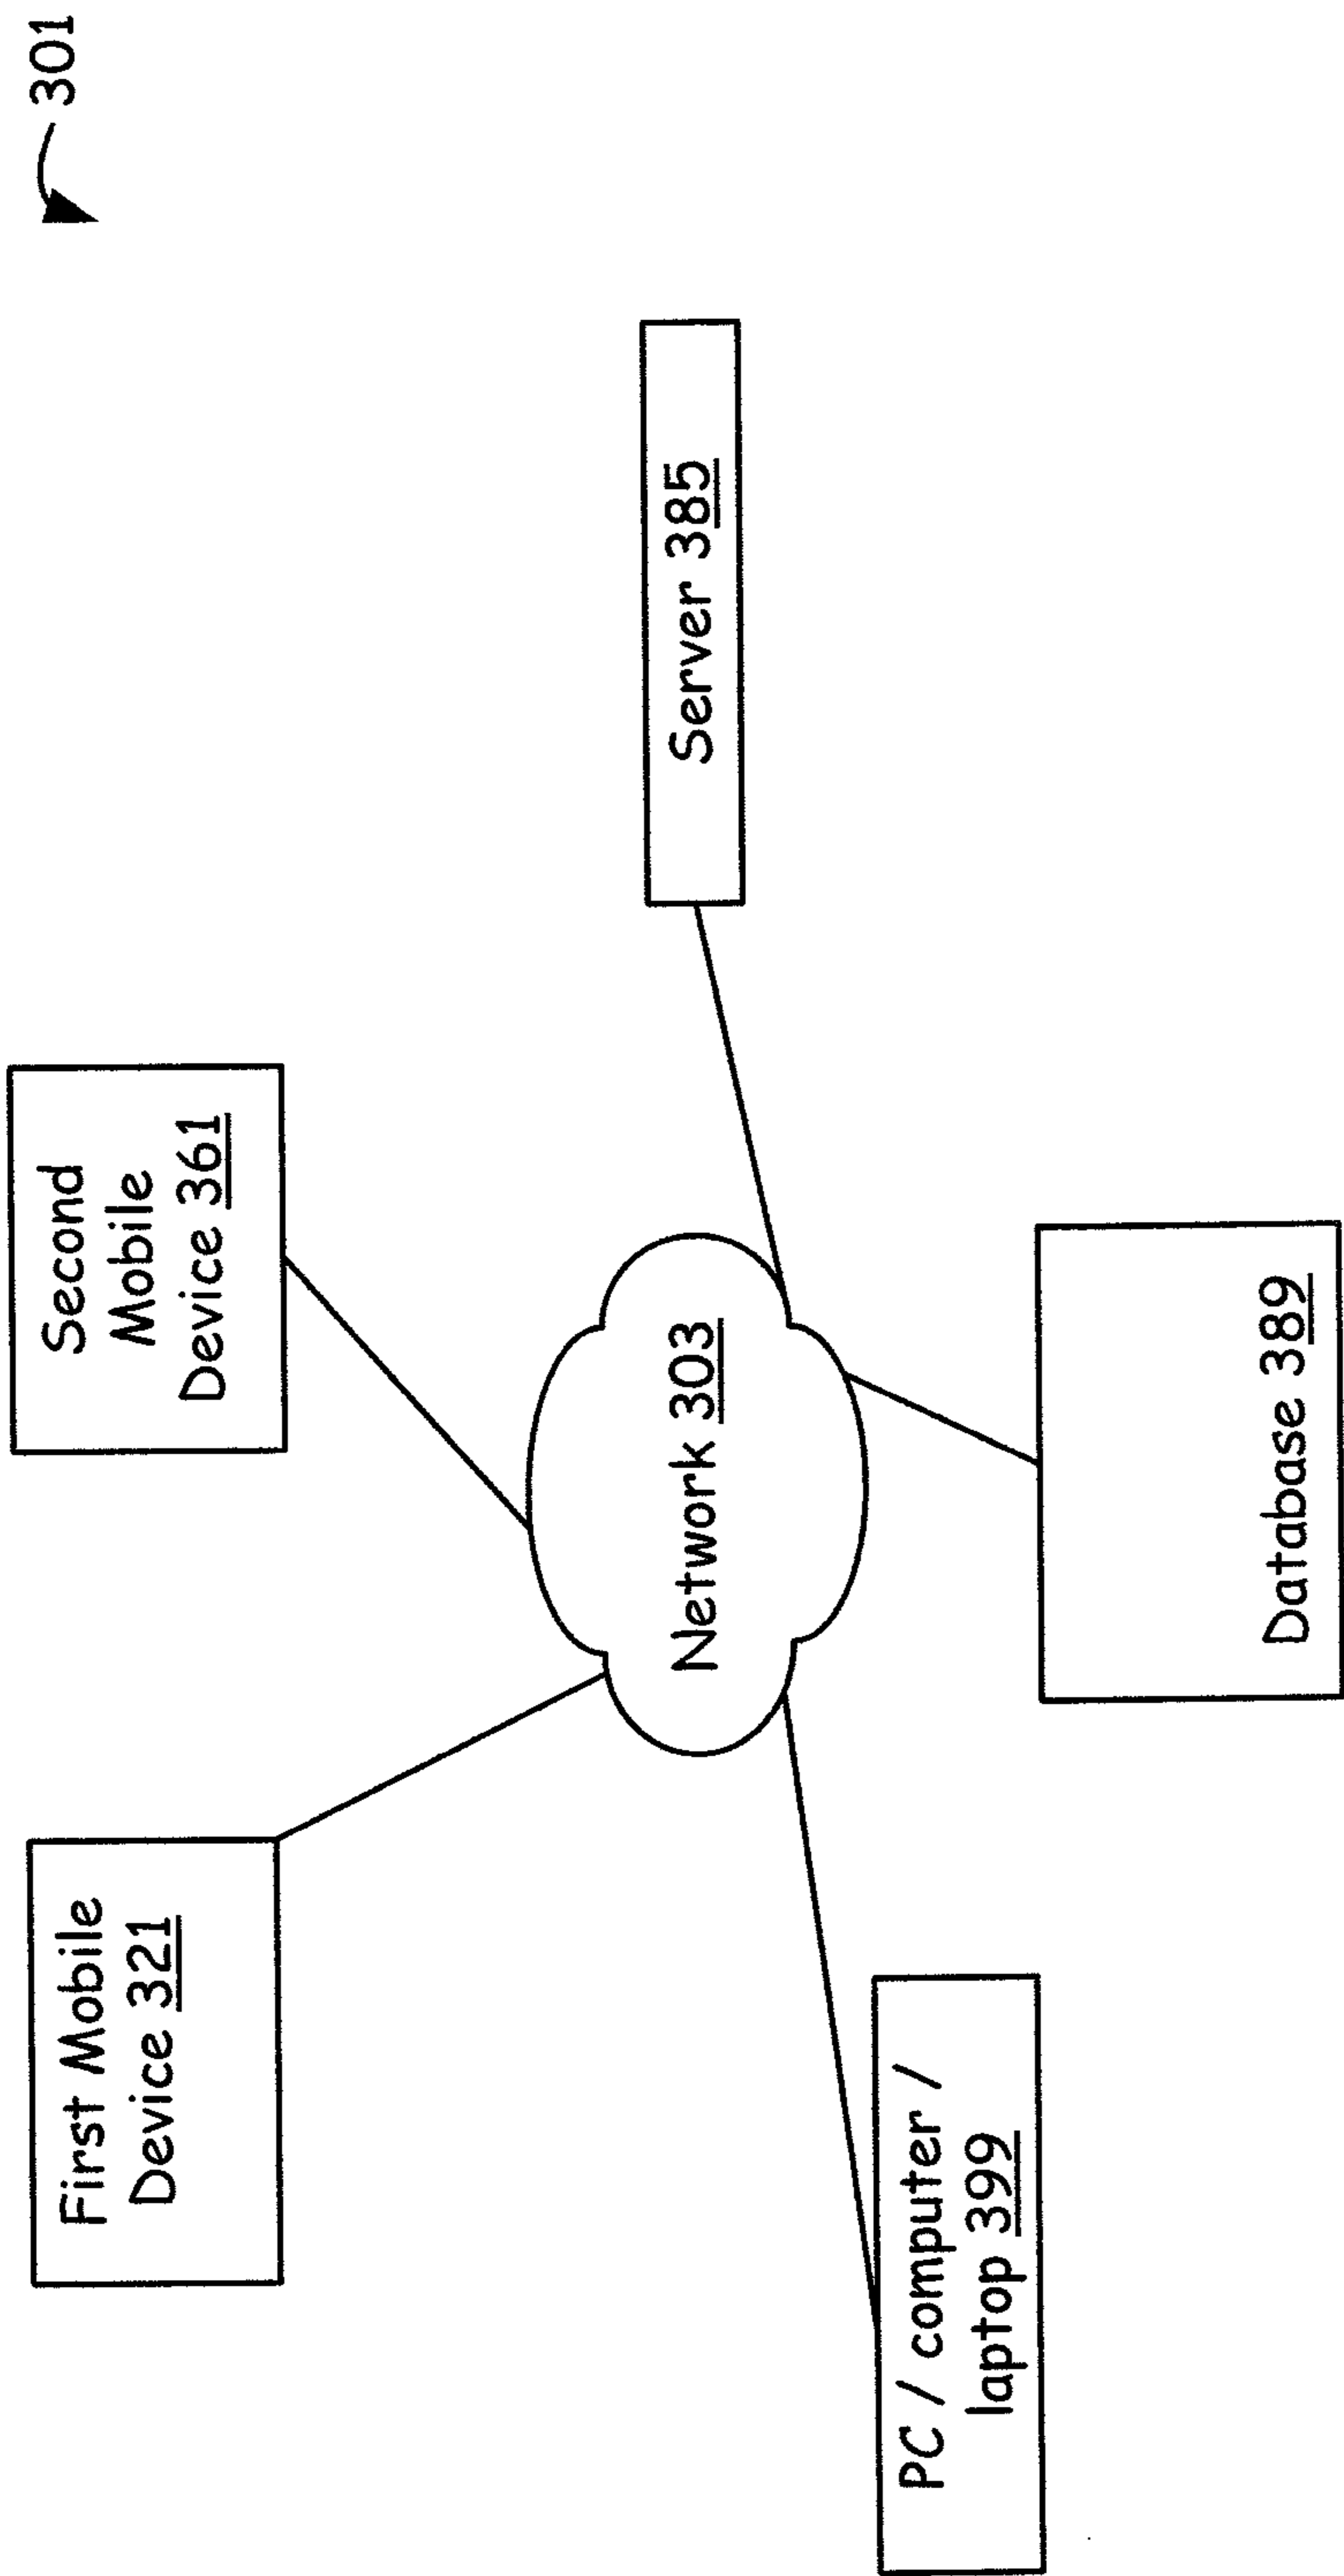 301
First Mobile
Device 321
Second
Mobile
Device 361
Network 303
Server 385
PC / computer /
laptop 399
Database 389